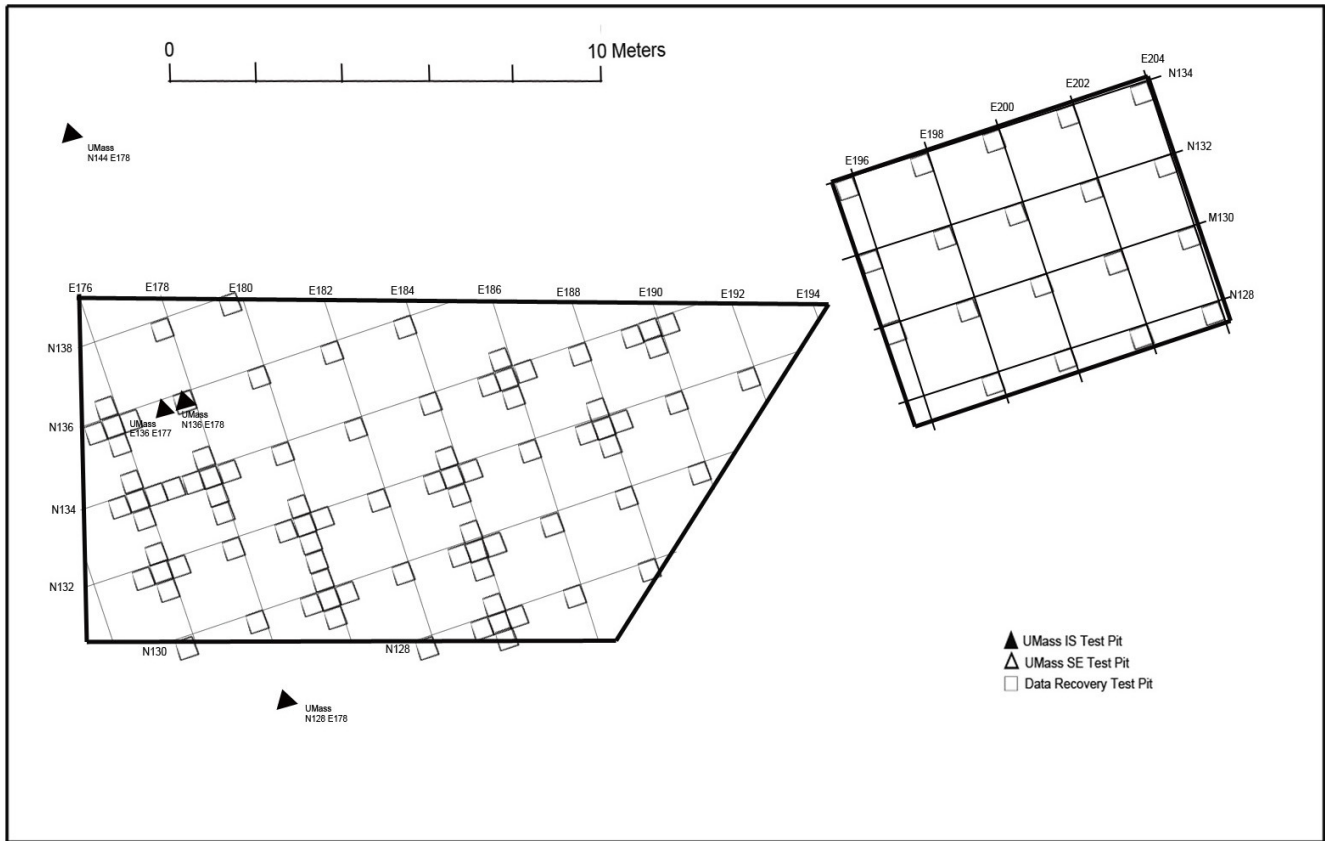 0 10 Meters
E204
N134
E202
E200
E198
E196
N132
M130
N128
UMass
N144 E178
E176 E178 E180 E182 E184 E186 E188 E190 E192 E194
N138
N136
UMass
E136 E177
UMass
N136 E178
N134
N132
N130
N128
UMass
N128 E178
UMass IS Test Pit
UMass SE Test Pit
Data Recovery Test Pit